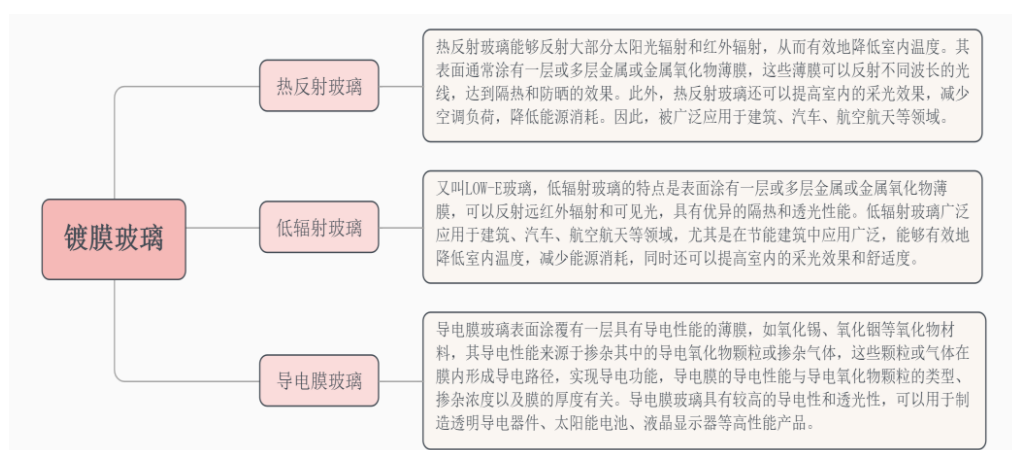 镀膜玻璃
热反射玻璃
热反射玻璃能够反射大部分太阳光辐射和红外辐射，从而有效地降低室内温度。其
表面通常涂有一层或多层金属或金属氧化物薄膜，这些薄膜可以反射不同波长的光
线，达到隔热和防晒的效果。此外，热反射玻璃还可以提高室内的采光效果，减少
空调负荷，降低能源消耗。因此，被广泛应用于建筑、汽车、航空航天等领域。
低辐射玻璃
又叫LOW-E玻璃，低辐射玻璃的特点是表面涂有一层或多层金属或金属氧化物薄
膜，可以反射远红外辐射和可见光，具有优异的隔热和透光性能。低辐射玻璃广泛
应用于建筑、汽车、航空航天等领域，尤其是在节能建筑中应用广泛，能够有效地
降低室内温度，减少能源消耗，同时还可以提高室内的采光效果和舒适度。
导电膜玻璃
导电膜玻璃表面涂覆有一层具有导电性能的薄膜，如氧化锡、氧化铟等氧化物材
料，其导电性能来源于掺杂其中的导电氧化物颗粒或掺杂气体，这些颗粒或气体在
膜内形成导电路径，实现导电功能，导电膜的导电性能与导电氧化物颗粒的类型、
掺杂浓度以及膜的厚度有关。导电膜玻璃具有较高的导电性和透光性，可以用于制
造透明导电器件、太阳能电池、液晶显示器等高性能产品。